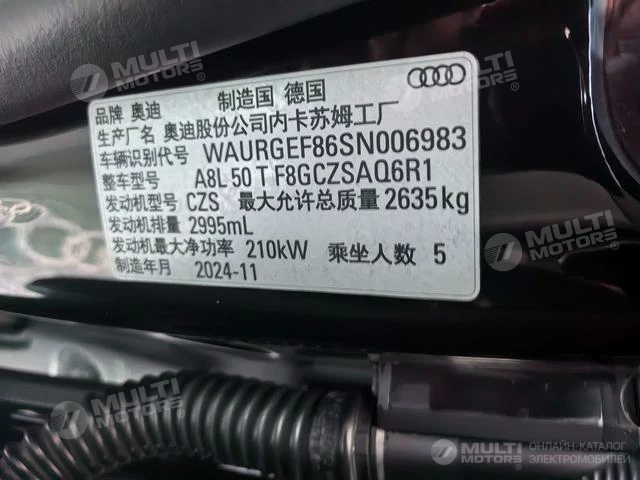 品牌 奥迪 制造国 德国
生产厂名 奥迪股份公司内卡苏姆工厂
车辆识别代号 WAURGEF86SN006983
整车型号 A8L 50 T F8GCZSAQ6R1
发动机型号 CZS 最大允许总质量 2635kg
发动机排量 2995mL
发动机最大净功率 210kW 乘坐人数 5
制造年月 2024-11
MULTI MOTORS®
MULTI MOTORS®
MULTI MOTORS®
MULTI MOTORS®
MULTI MOTORS®
MULTI MOTORS® ОНЛАЙН-КАТАЛОГ
ЭЛЕКТРОМОБИЛЕЙ